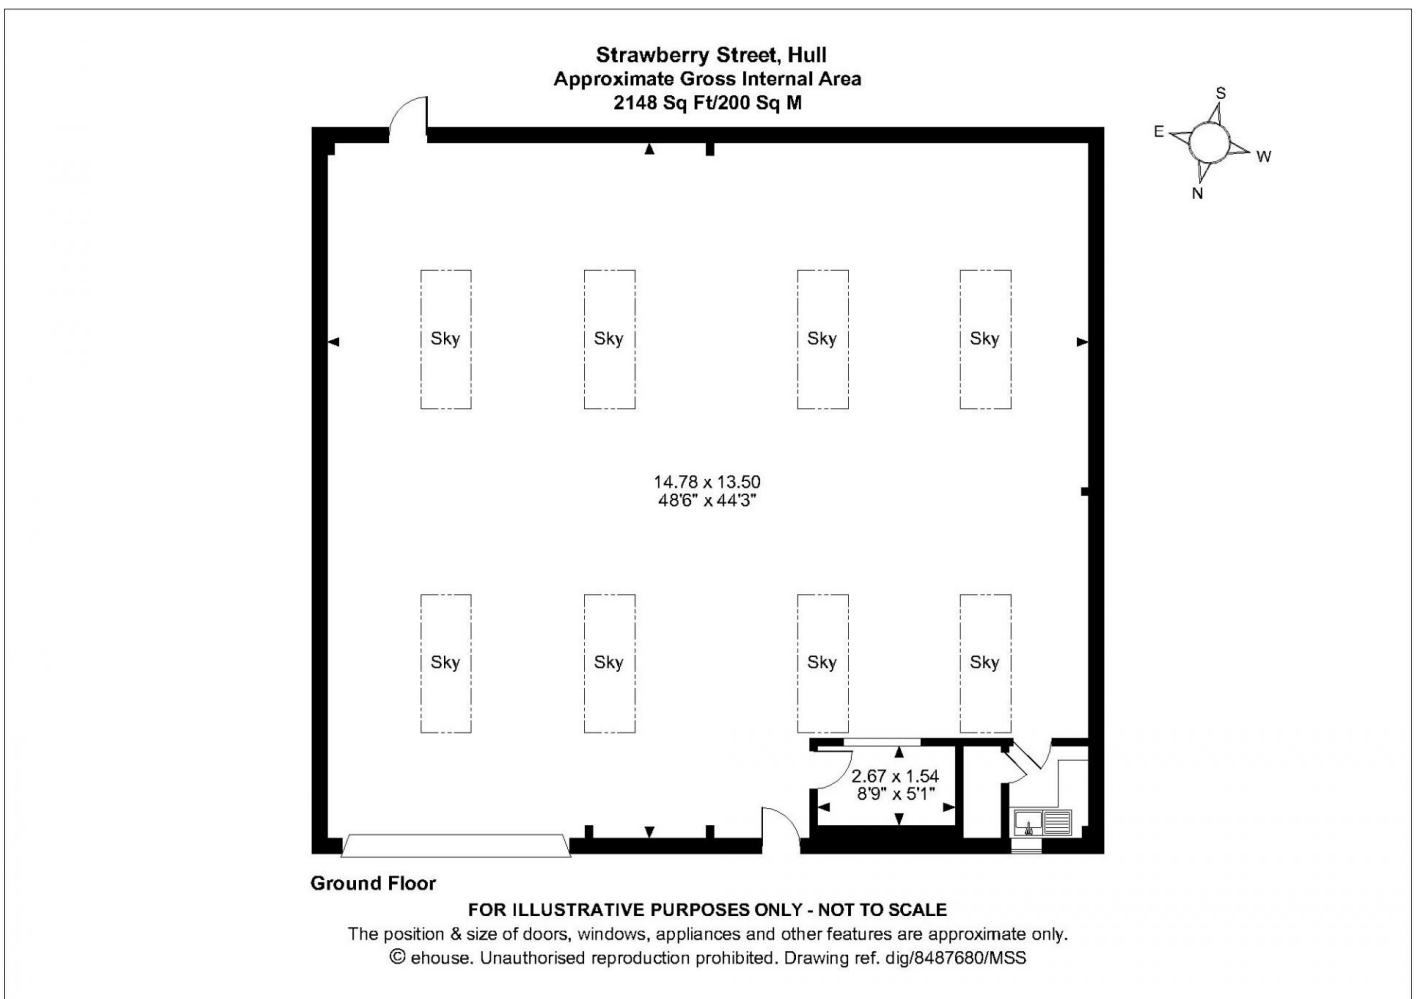 Strawberry Street, Hull
Approximate Gross Internal Area
2148 Sq Ft/200 Sq M
S
E
W
N
Sky
Sky
Sky
Sky
14.78 x 13.50
48'6" x 44'3"
Sky
Sky
Sky
Sky
2.67 x 1.54
8'9" x 5'1"
Ground Floor
FOR ILLUSTRATIVE PURPOSES ONLY - NOT TO SCALE
The position & size of doors, windows, appliances and other features are approximate only.
© ehouse. Unauthorised reproduction prohibited. Drawing ref. dig/8487680/MSS